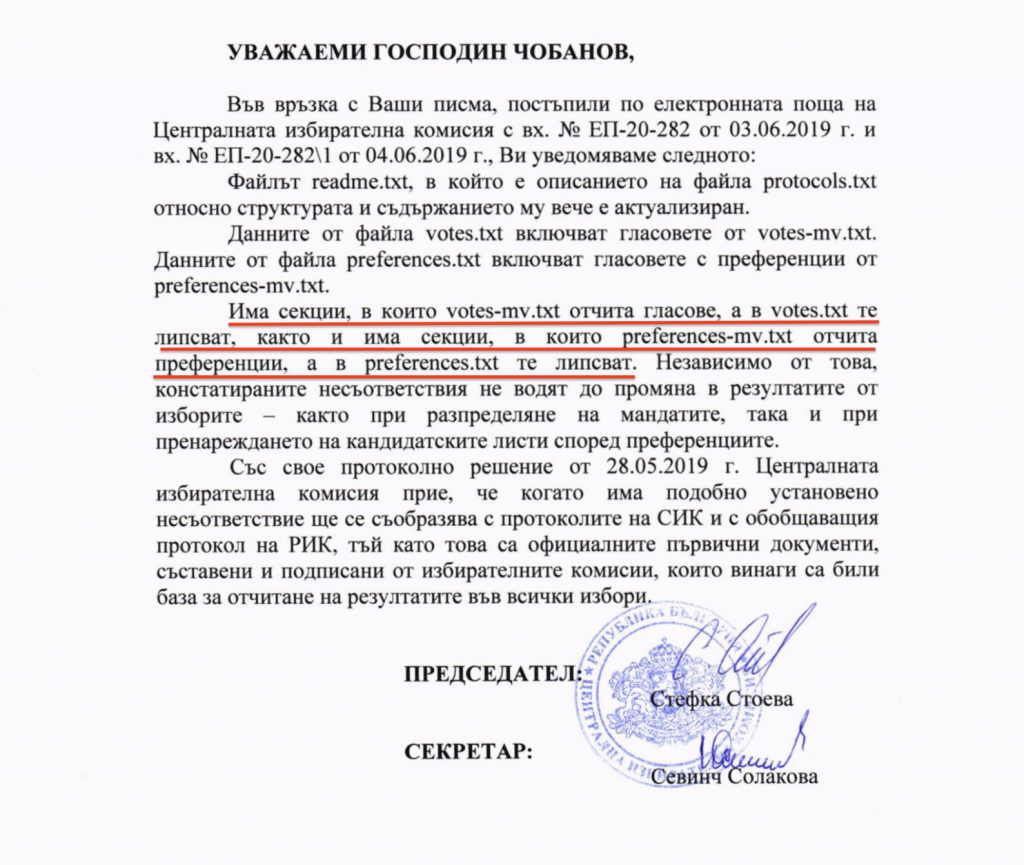 УВАЖАЕМИ ГОСПОДИН ЧОБАНОВ,
Във връзка с Ваши писма, постъпили по електронната поща на
Централната избирателна комисия с вх. № ЕП-20-282 от 03.06.2019 г. и
вх. № ЕП-20-282\1 от 04.06.2019 г., Ви уведомяваме следното:
Файлът readme.txt, в който е описанието на файла protocols.txt
относно структурата и съдържанието му вече е актуализиран.
Данните от файла votes.txt включват гласовете от votes-mv.txt.
Данните от файла preferences.txt включват гласовете с преференции от
preferences-mv.txt.
Има секции, в които votes-mv.txt отчита гласове, а в votes.txt те
липсват, както и има секции, в които preferences-mv.txt отчита
преференции, а в preferences.txt те липсват. Независимо от това,
констатираните несъответствия не водят до промяна в резултатите от
изборите – както при разпределяне на мандатите, така и при
пренареждането на кандидатските листи според преференциите.
Със свое протоколно решение от 28.05.2019 г. Централната
избирателна комисия прие, че когато има подобно установено
несъответствие ще се съобразява с протоколите на СИК и с обобщаващия
протокол на РИК, тъй като това са официалните първични документи,
съставени и подписани от избирателните комисии, които винаги са били
база за отчитане на резултатите във всички избори.
РЕПУБЛИКА БЪЛГАРИЯ
ЦЕНТРАЛНА
ПРЕДСЕДАТЕЛ:
Стефка Стоева
СЕКРЕТАР:
Севинч Солакова